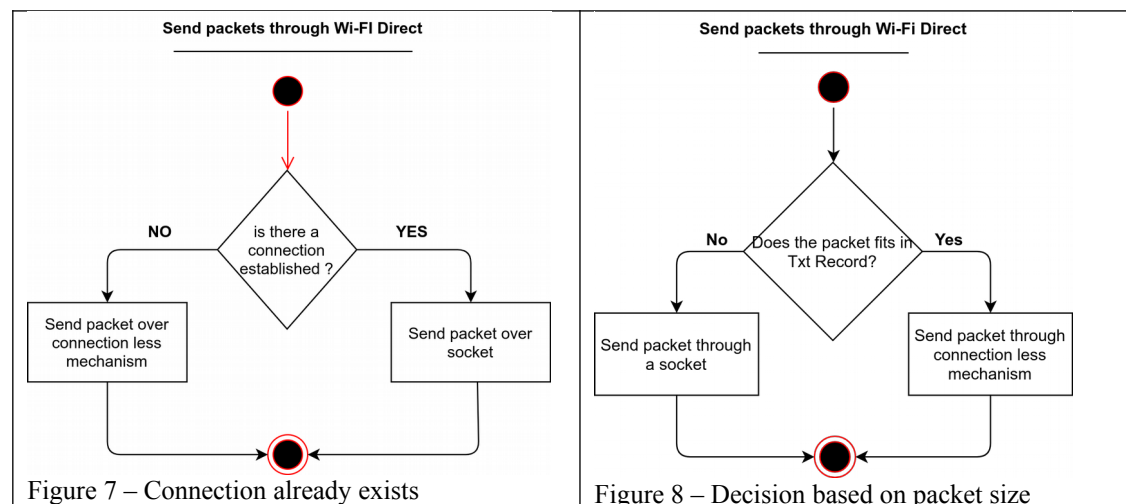 Send packets through Wi-FI Direct
is there a
connection
established ?
NO
YES
Send packet over
connection less
mechanism
Send packet over
socket
Figure 7 – Connection already exists
Send packets through Wi-Fi Direct
Does the packet fits in
Txt Record?
No
Yes
Send packet through
a socket
Send packet through
connection less
mechanism
Figure 8 – Decision based on packet size